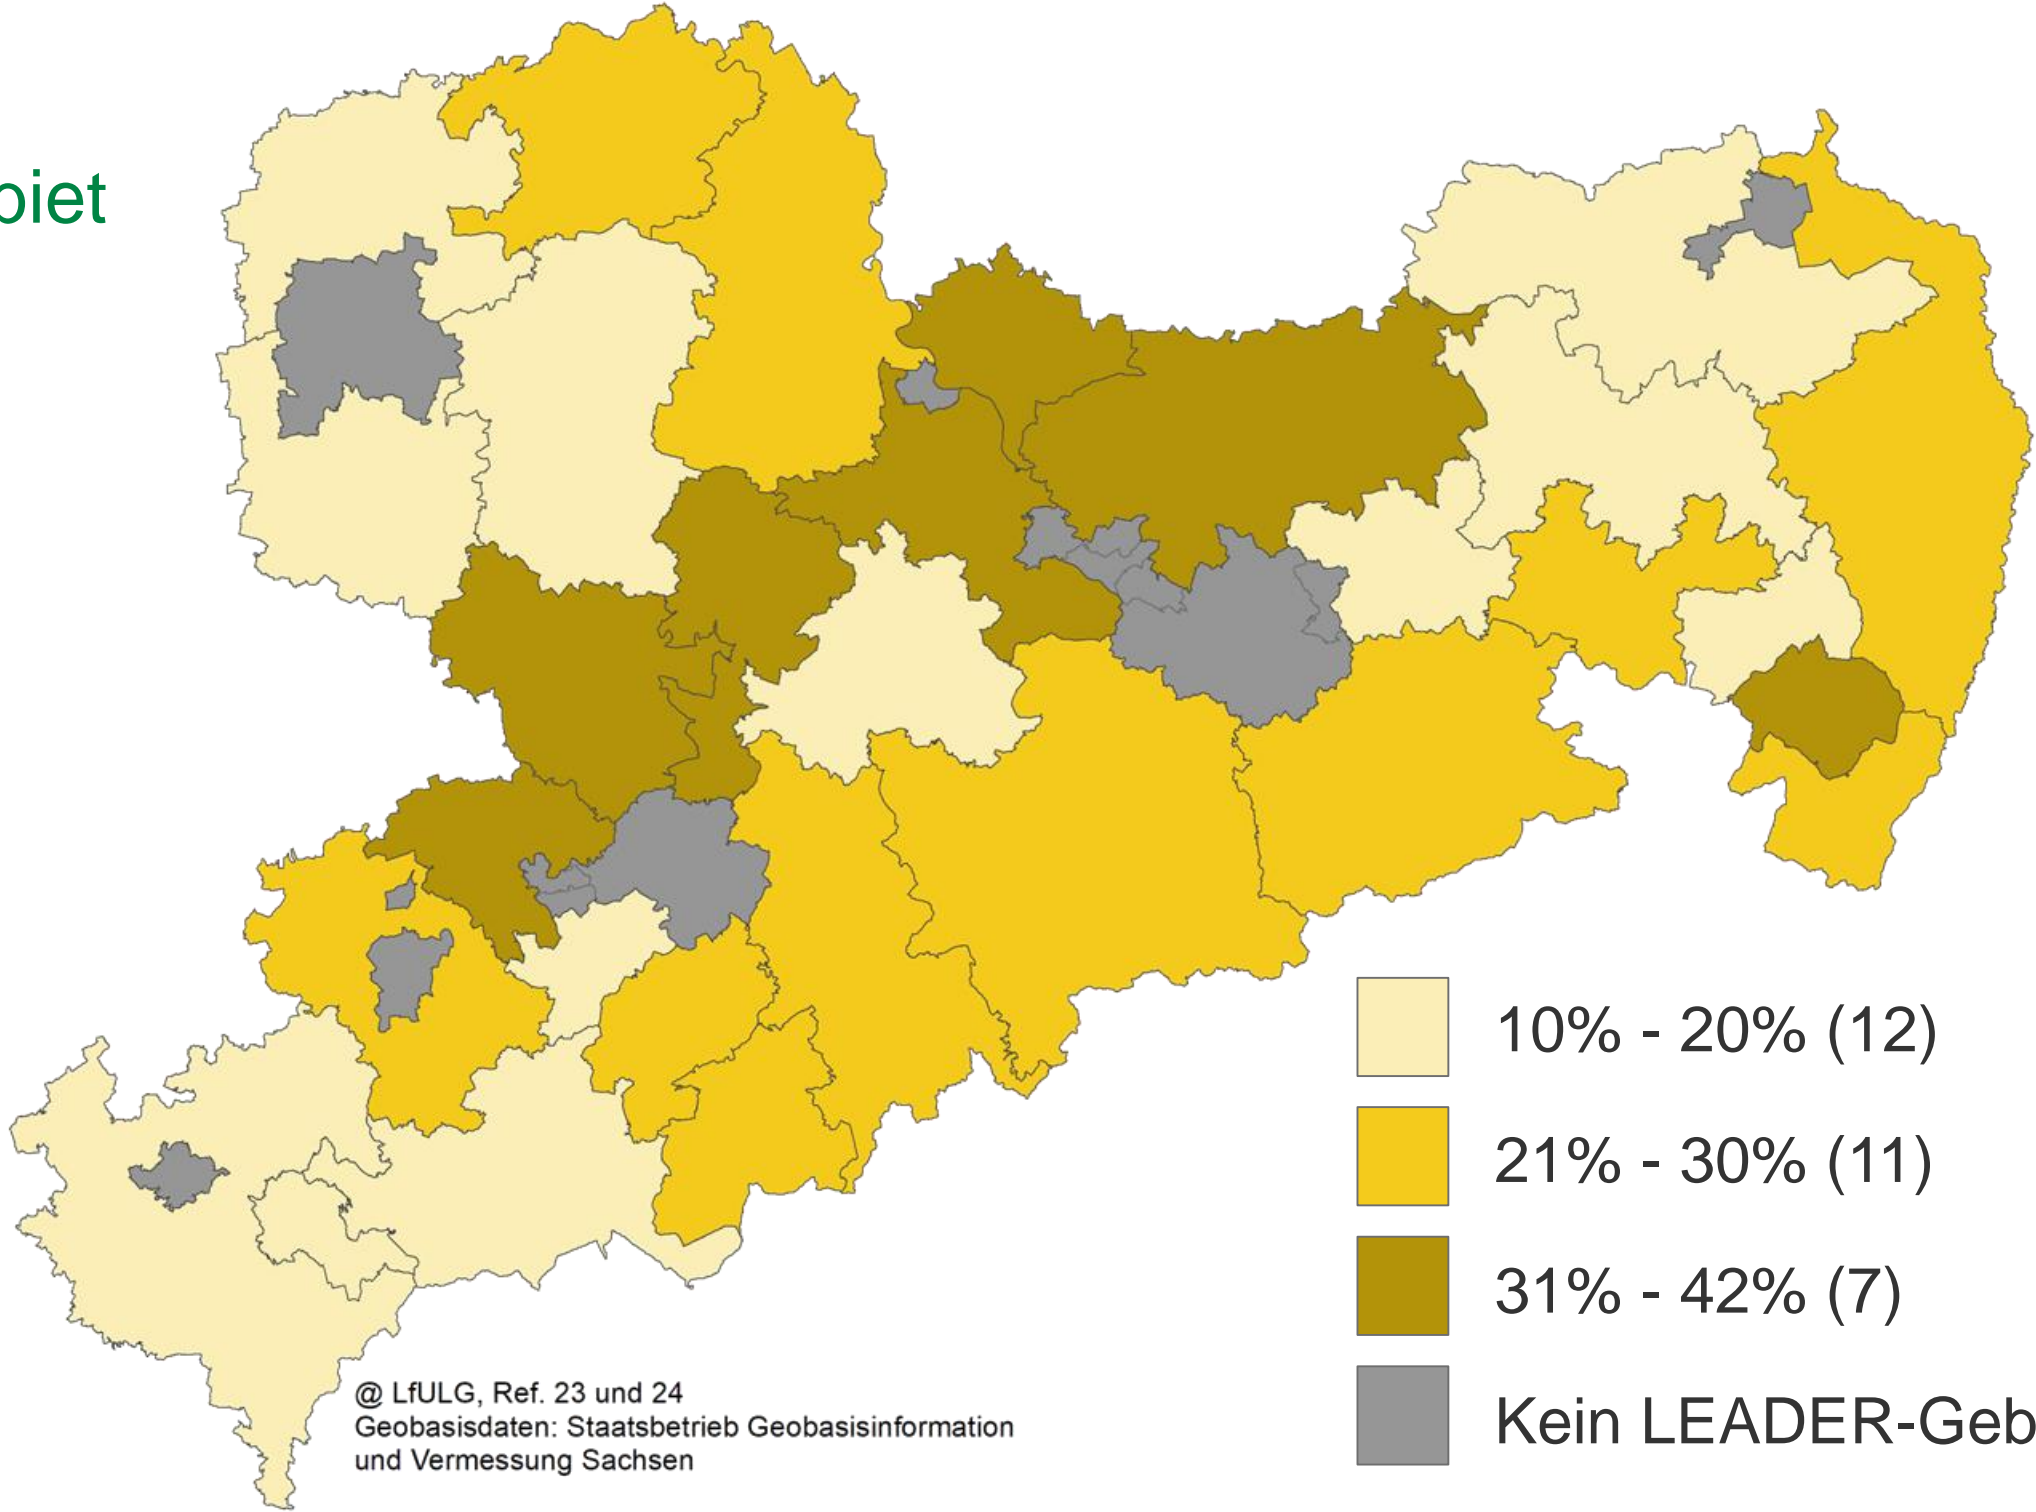 biet
10% - 20% (12)
21% - 30% (11)
31% - 42% (7)
Kein LEADER-Geb
@ LfULG, Ref. 23 und 24
Geobasisdaten: Staatsbetrieb Geobasisinformation
und Vermessung Sachsen